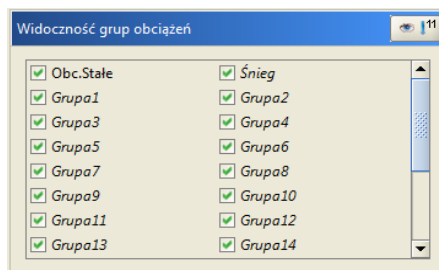 Widoczność grup obciążeń 11
Obc.Stałe Śnieg
Grupa1 Grupa2
Grupa3 Grupa4
Grupa5 Grupa6
Grupa7 Grupa8
Grupa9 Grupa10
Grupa11 Grupa12
Grupa13 Grupa14